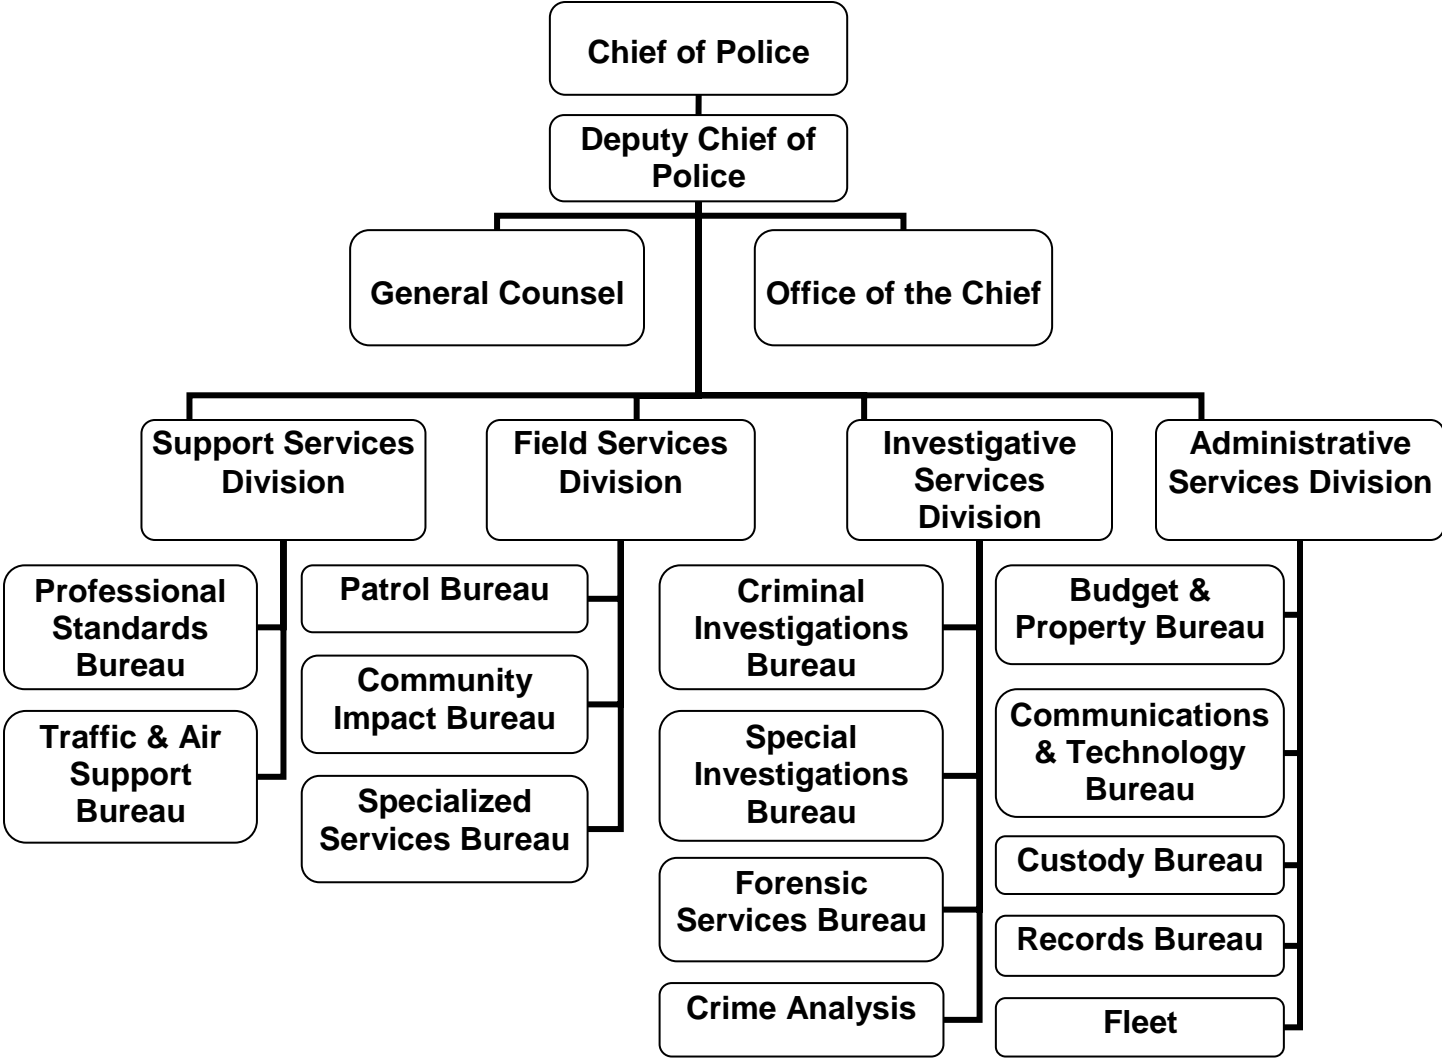 Chief of Police
Deputy Chief of
Police
General Counsel
Office of the Chief
Support Services
Division
Field Services
Division
Investigative
Services
Division
Administrative
Services Division
Professional
Standards
Bureau
Traffic & Air
Support
Bureau
Patrol Bureau
Community
Impact Bureau
Specialized
Services Bureau
Criminal
Investigations
Bureau
Special
Investigations
Bureau
Forensic
Services Bureau
Crime Analysis
Budget &
Property Bureau
Communications
& Technology
Bureau
Custody Bureau
Records Bureau
Fleet